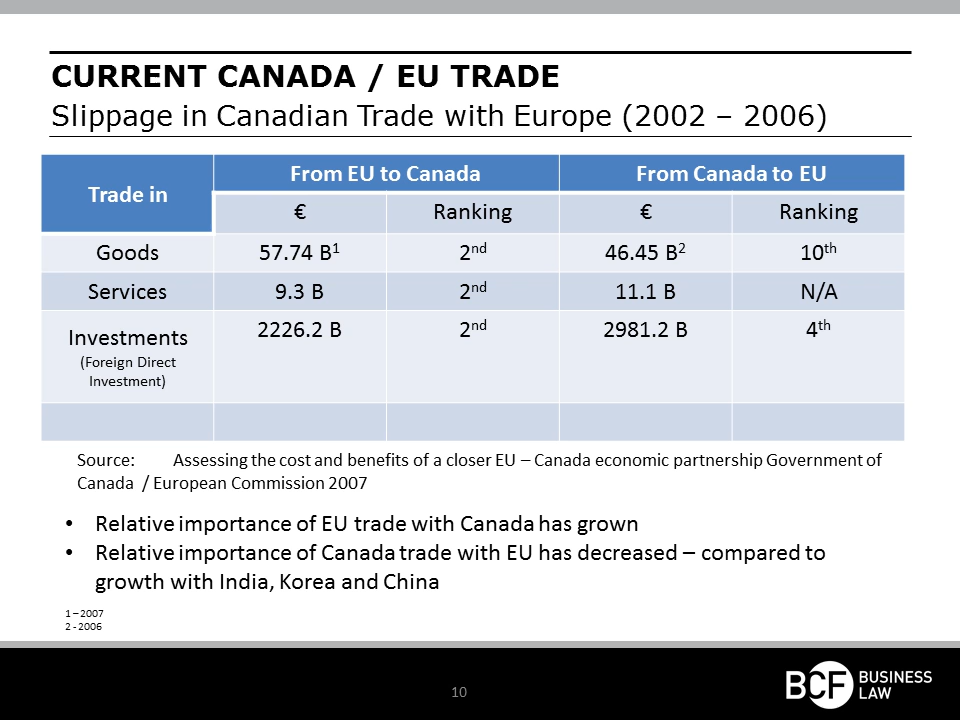 CURRENT CANADA / EU TRADE
Slippage in Canadian Trade with Europe (2002 – 2006)
Trade in
From EU to Canada
From Canada to EU
€
Ranking
€
Ranking
Goods
57.74 B¹
2nd
46.45 B²
10th
Services
9.3 B
2nd
11.1 B
N/A
Investments
(Foreign Direct
Investment)
2226.2 B
2nd
2981.2 B
4th
Source: Assessing the cost and benefits of a closer EU – Canada economic partnership Government of
Canada / European Commission 2007
• Relative importance of EU trade with Canada has grown
• Relative importance of Canada trade with EU has decreased – compared to
growth with India, Korea and China
1 – 2007
2 - 2006
10
BCF BUSINESS
LAW